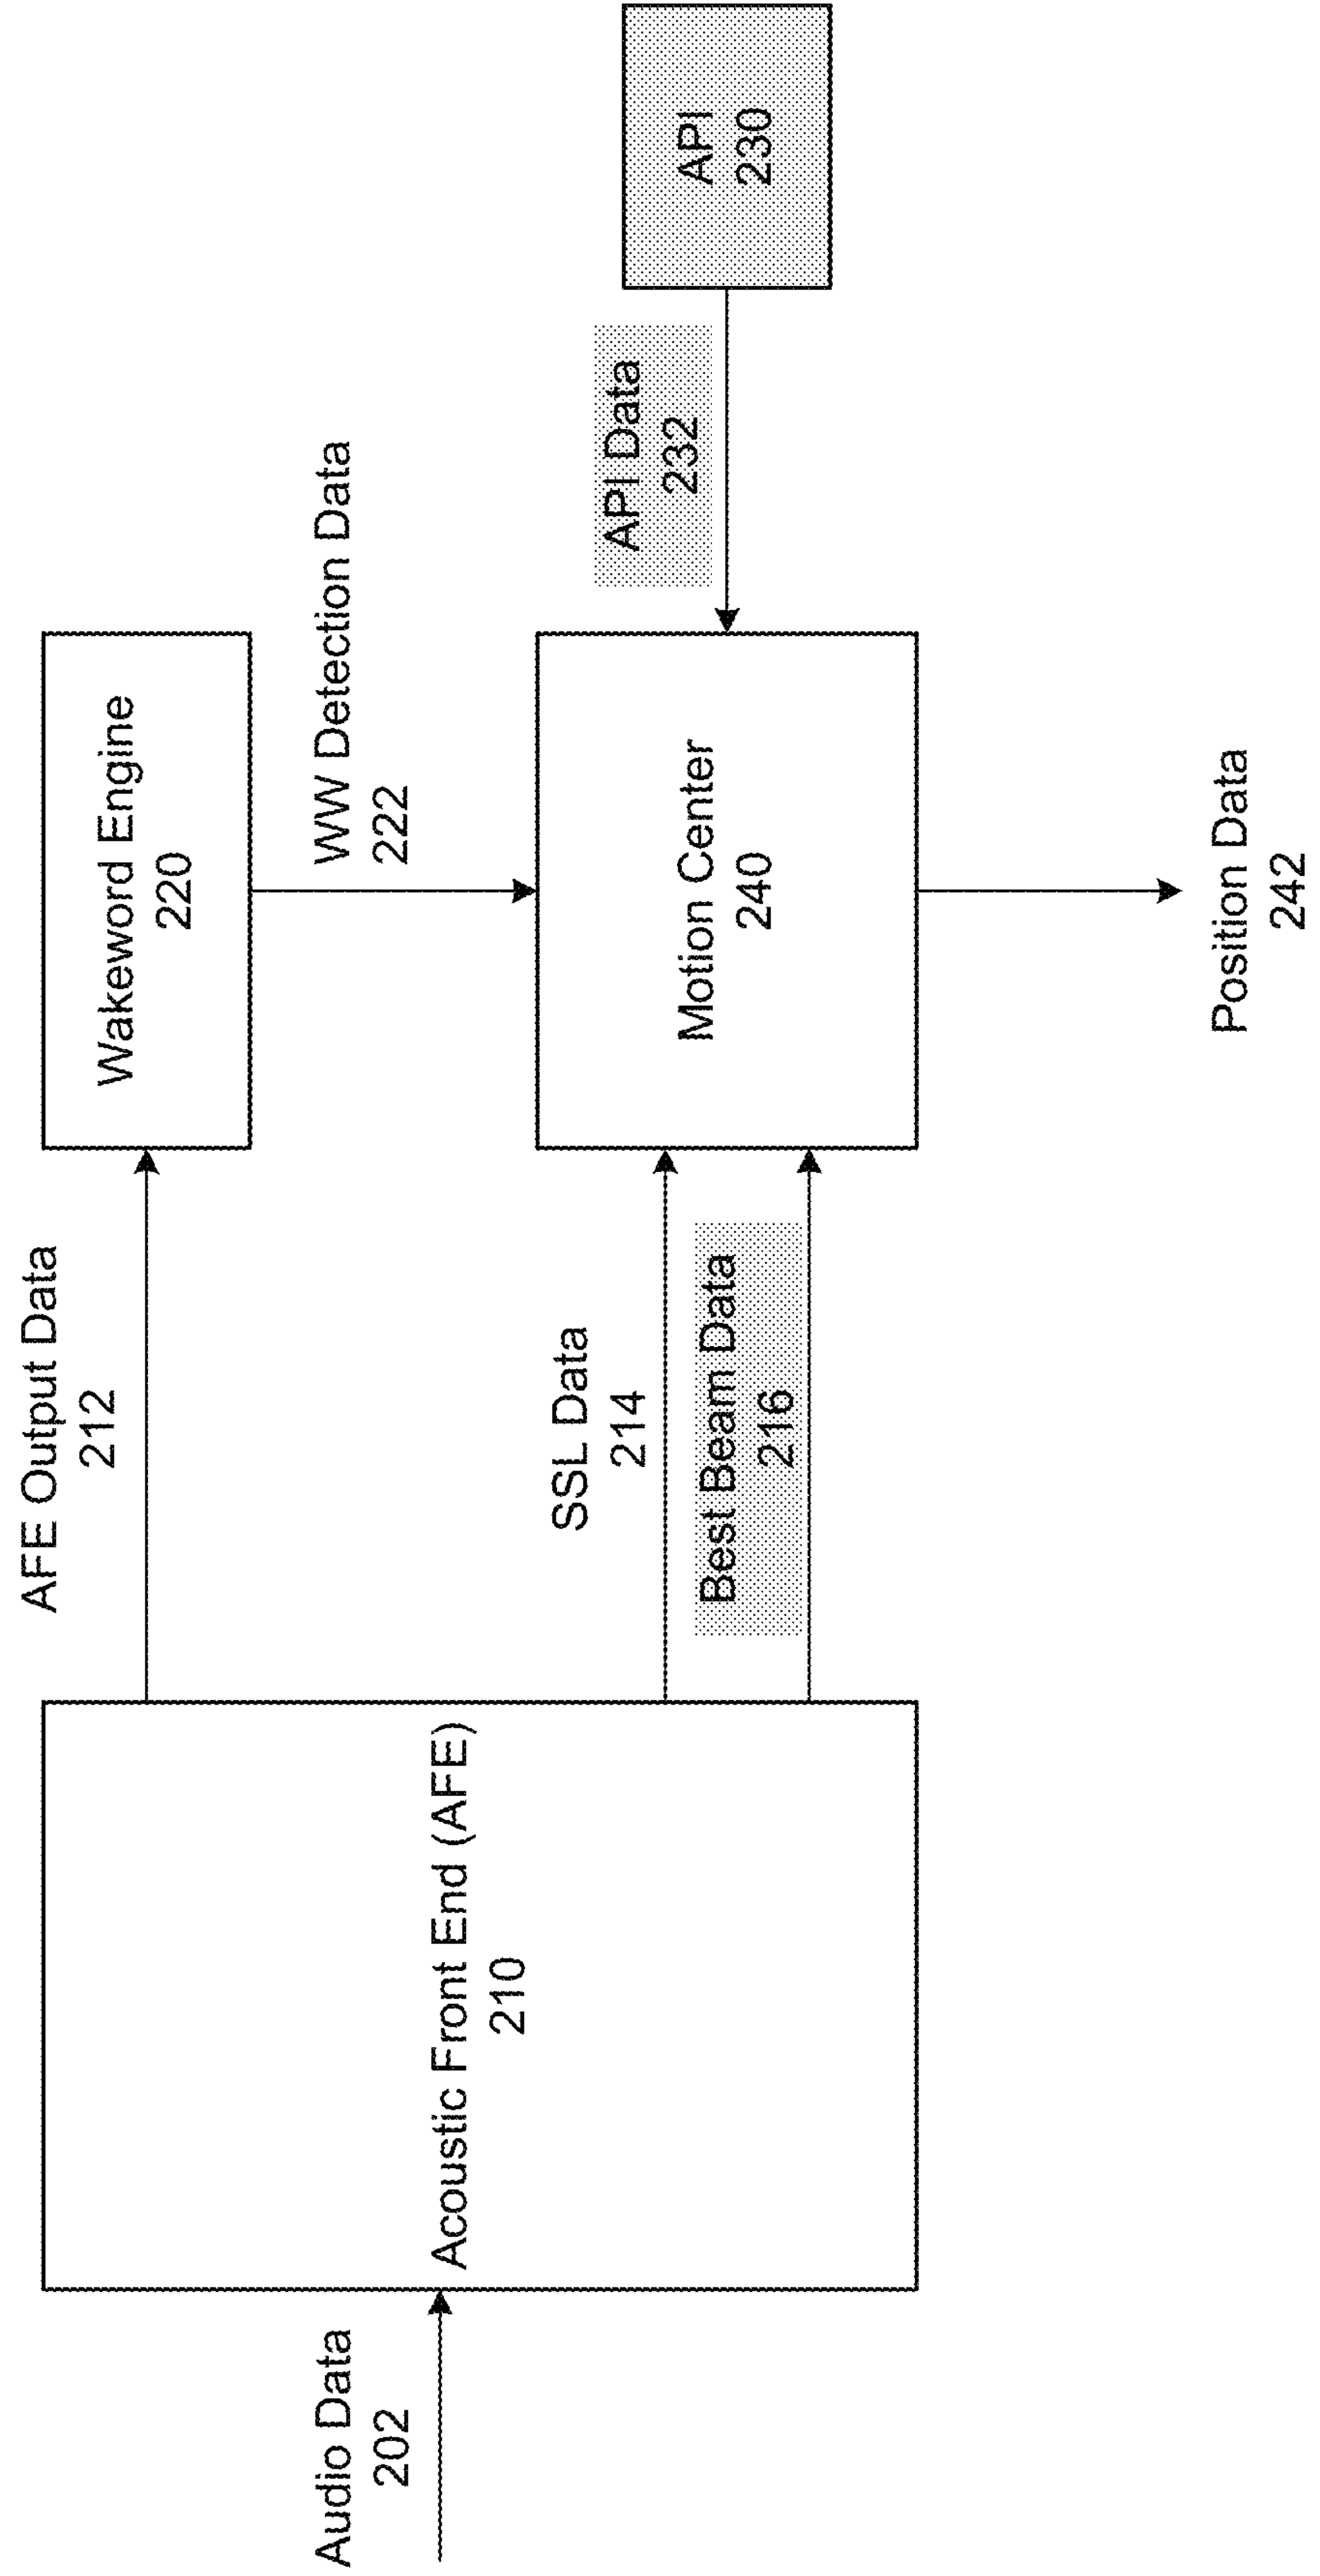 Audio Data
202
Acoustic Front End (AFE)
210
AFE Output Data
212
SSL Data
214
Best Beam Data
216
Wakeword Engine
220
WW Detection Data
222
Motion Center
240
Position Data
242
API Data
232
API
230